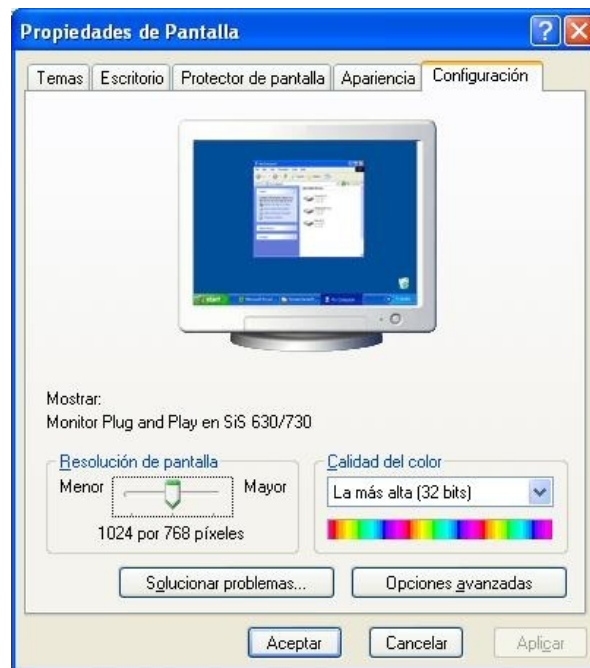 Propiedades de Pantalla
Temas Escritorio Protector de pantalla Apariencia Configuración
start
Mostrar:
Monitor Plug and Play en SiS 630/730
Resolución de pantalla
Menor Mayor
1024 por 768 píxeles
Calidad del color
La más alta (32 bits)
Solucionar problemas... Opciones avanzadas
Aceptar Cancelar Aplicar